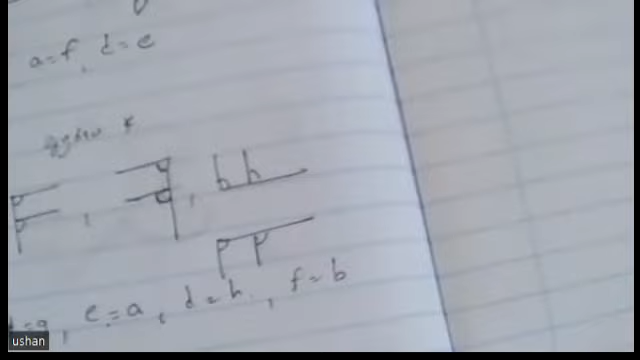 a=f, d=e
, e=a, d=h, f=b
ushan